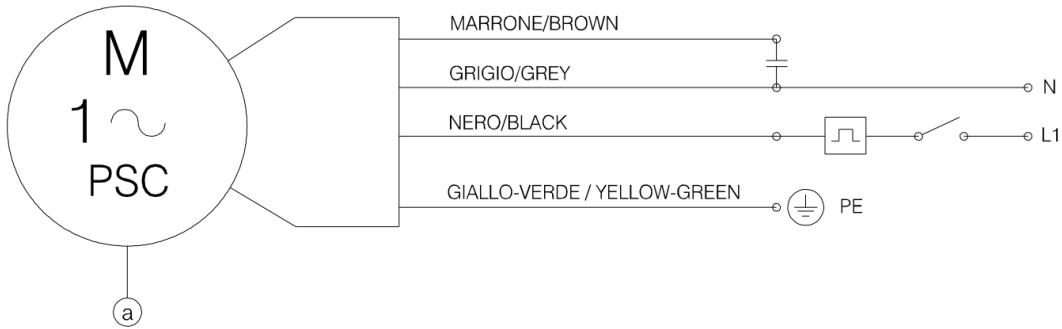 M
1
PSC
MARRONE/BROWN
GRIGIO/GREY
N
NERO/BLACK
L1
GIALLO-VERDE / YELLOW-GREEN
PE
a